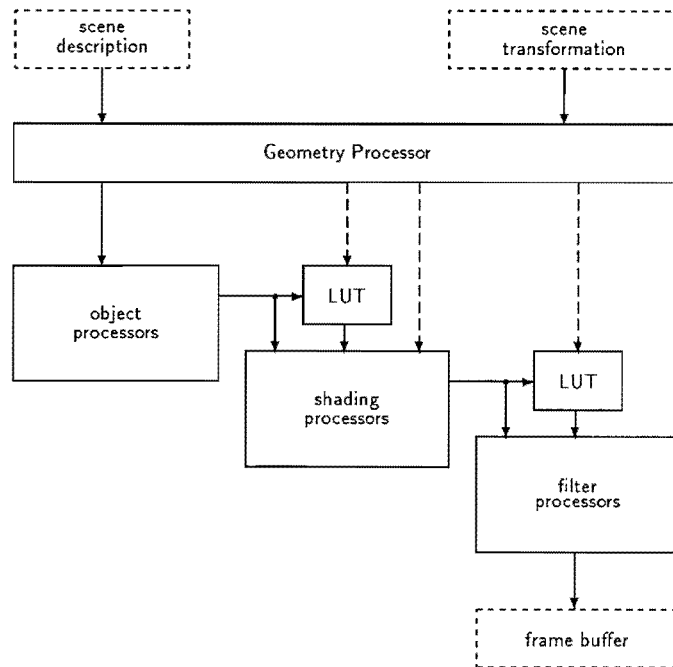 scene
description
scene
transformation
Geometry Processor
object
processors
LUT
shading
processors
LUT
filter
processors
frame buffer